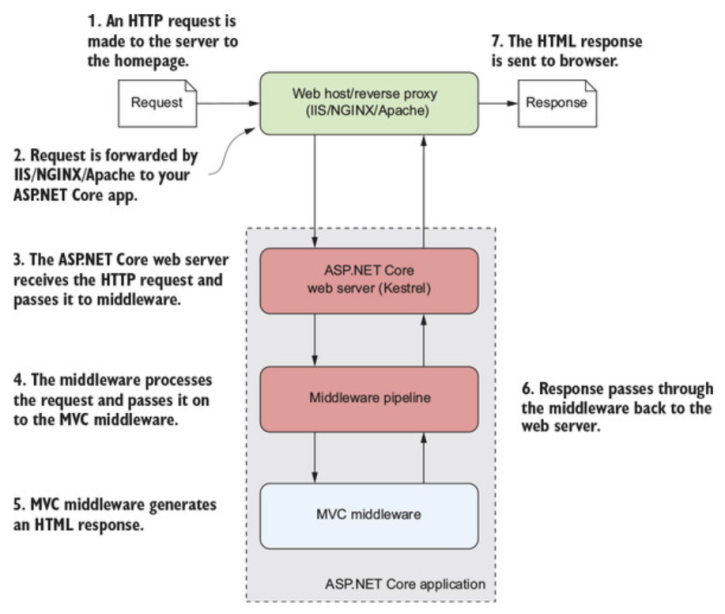 1. An HTTP request is
made to the server to
the homepage.
7. The HTML response
is sent to browser.
Request
Web host/reverse proxy
(IIS/NGINX/Apache)
Response
2. Request is forwarded by
IIS/NGINX/Apache to your
ASP.NET Core app.
3. The ASP.NET Core web server
receives the HTTP request and
passes it to middleware.
ASP.NET Core
web server (Kestrel)
4. The middleware processes
the request and passes it on
to the MVC middleware.
Middleware pipeline
6. Response passes through
the middleware back to the
web server.
5. MVC middleware generates
an HTML response.
MVC middleware
ASP.NET Core application